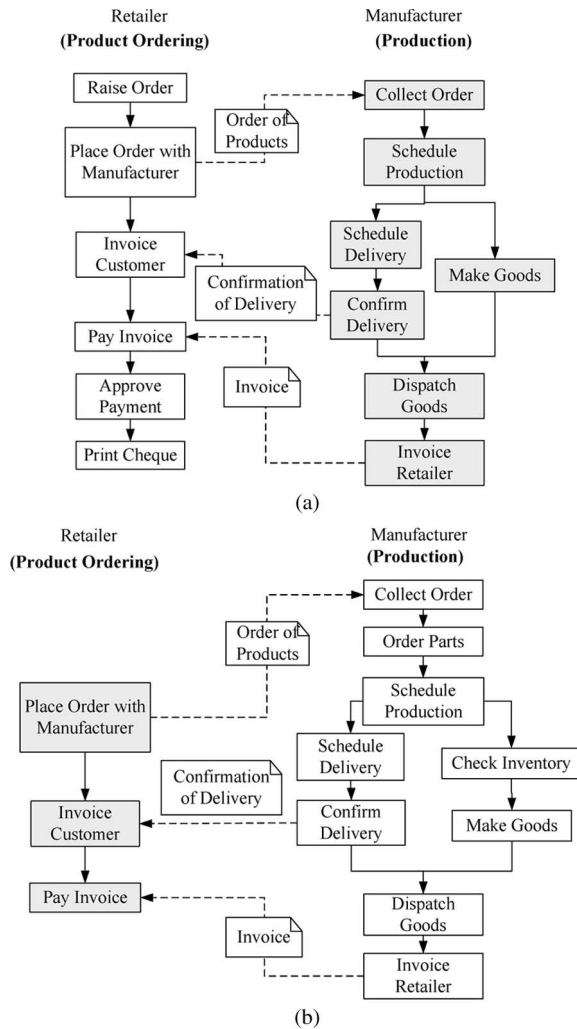 Retailer
(Product Ordering)
Manufacturer
(Production)
Raise Order
Place Order with
Manufacturer
Invoice
Customer
Pay Invoice
Approve
Payment
Print Cheque
Order of
Products
Confirmation
of Delivery
Invoice
Collect Order
Schedule
Production
Schedule
Delivery
Make Goods
Confirm
Delivery
Dispatch
Goods
Invoice
Retailer
(a)
Retailer
(Product Ordering)
Manufacturer
(Production)
Place Order with
Manufacturer
Invoice
Customer
Pay Invoice
Order of
Products
Confirmation
of Delivery
Invoice
Collect Order
Order Parts
Schedule
Production
Schedule
Delivery
Check Inventory
Confirm
Delivery
Make Goods
Dispatch
Goods
Invoice
Retailer
(b)